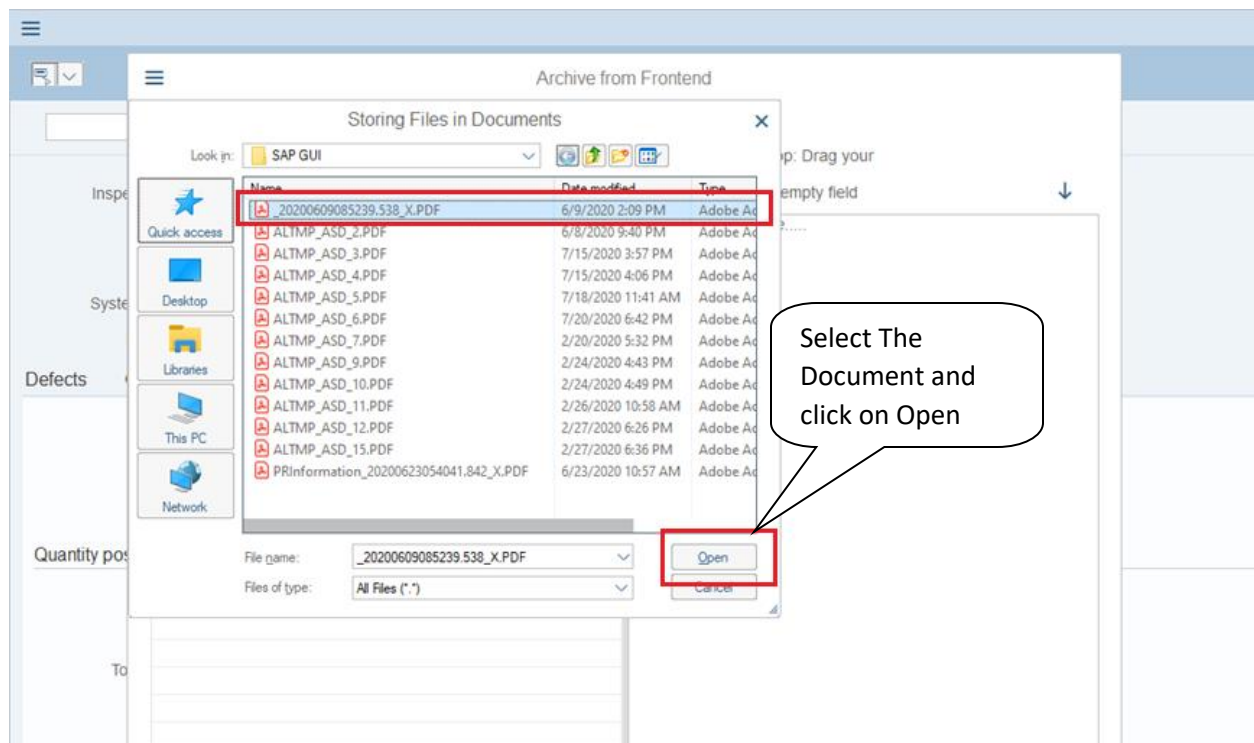 Archive from Frontend
Storing Files in Documents
Look in: SAP GUI
op: Drag your
empty field
Inspe
Name Date modified Type
_20200609085239.538_X.PDF 6/9/2020 2:09 PM Adobe Ac
ALTMP_ASD_2.PDF 6/8/2020 9:40 PM Adobe Ac
ALTMP_ASD_3.PDF 7/15/2020 3:57 PM Adobe Ac
ALTMP_ASD_4.PDF 7/15/2020 4:06 PM Adobe Ac
ALTMP_ASD_5.PDF 7/18/2020 11:41 AM Adobe Ac
ALTMP_ASD_6.PDF 7/20/2020 6:42 PM Adobe Ac
ALTMP_ASD_7.PDF 2/20/2020 5:32 PM Adobe Ac
ALTMP_ASD_9.PDF 2/24/2020 4:43 PM Adobe Ac
ALTMP_ASD_10.PDF 2/24/2020 4:49 PM Adobe Ac
ALTMP_ASD_11.PDF 2/26/2020 10:58 AM Adobe Ac
ALTMP_ASD_12.PDF 2/27/2020 6:26 PM Adobe Ac
ALTMP_ASD_15.PDF 2/27/2020 6:36 PM Adobe Ac
PRInformation_20200623054041.842_X.PDF 6/23/2020 10:57 AM Adobe Ac
Quick access
Desktop
Libraries
This PC
Network
Syste
Defects
Select The
Document and
click on Open
Quantity pos
File name: _20200609085239.538_X.PDF Open
Files of type: All Files (*.*) Cancel
To